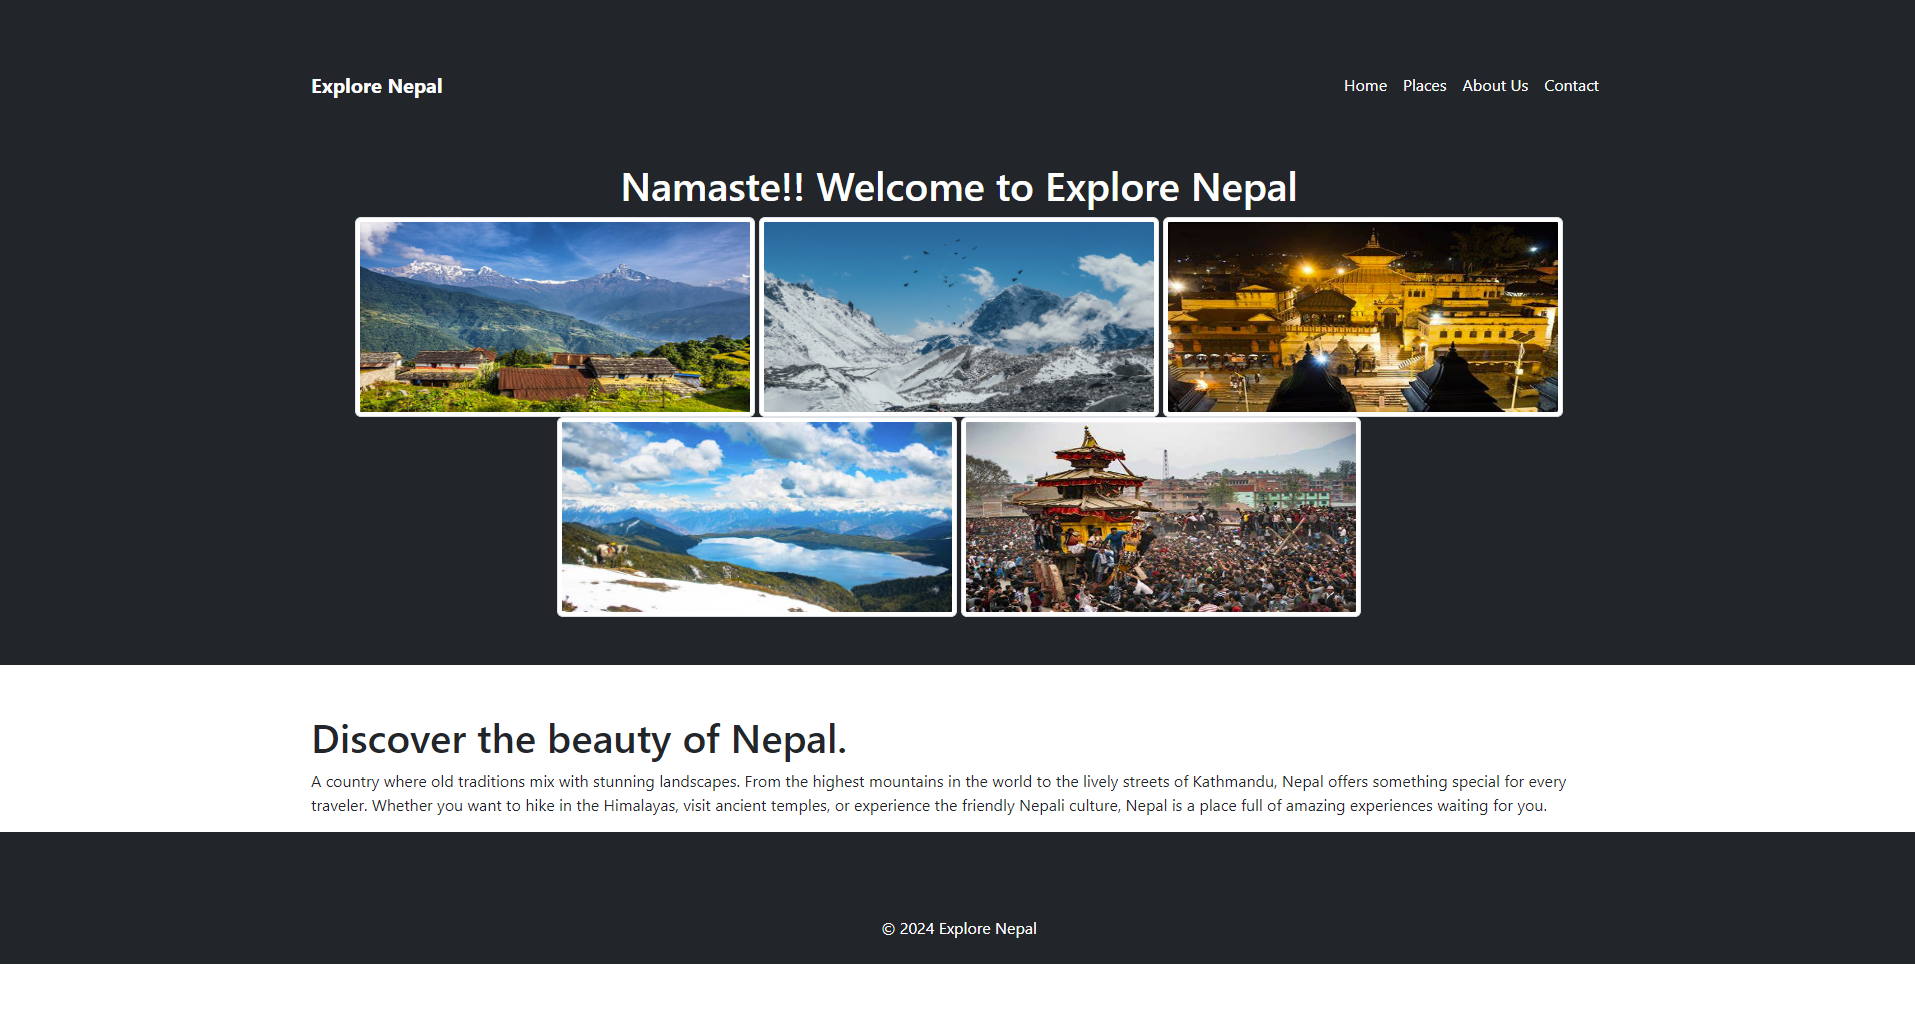 Explore Nepal
Home Places About Us Contact
Namaste!! Welcome to Explore Nepal
Discover the beauty of Nepal.
A country where old traditions mix with stunning landscapes. From the highest mountains in the world to the lively streets of Kathmandu, Nepal offers something special for every
traveler. Whether you want to hike in the Himalayas, visit ancient temples, or experience the friendly Nepali culture, Nepal is a place full of amazing experiences waiting for you.
© 2024 Explore Nepal